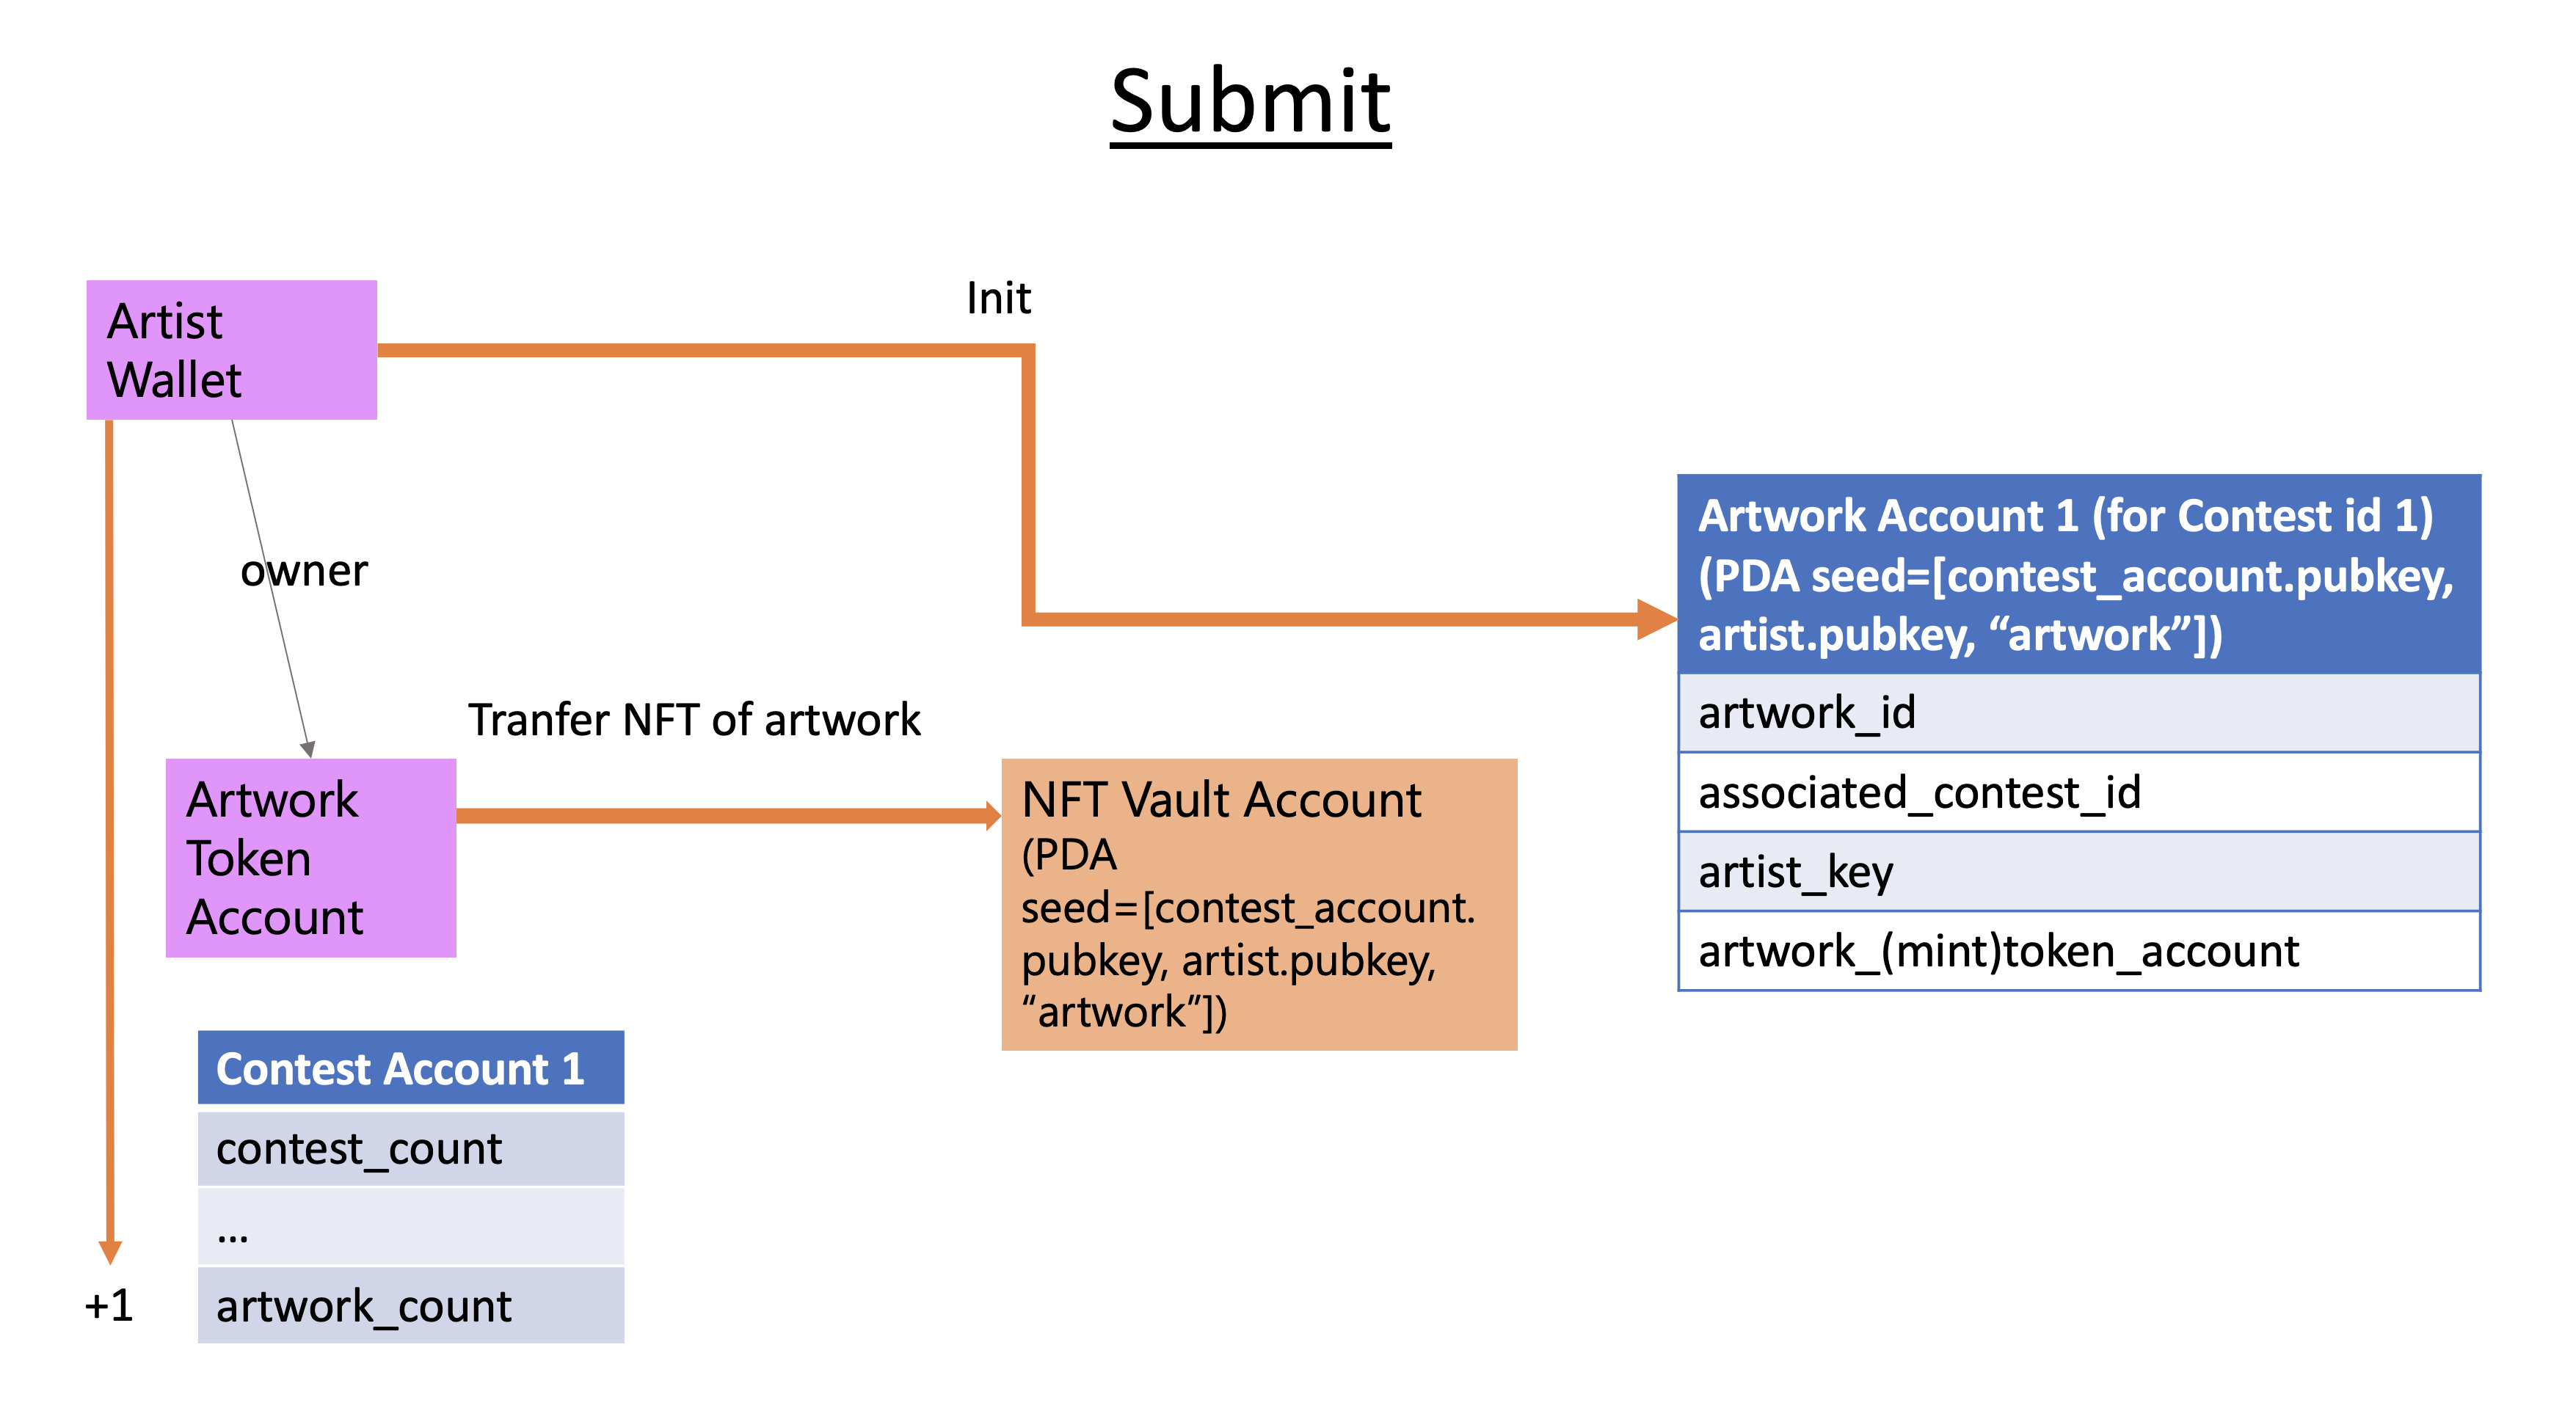 Submit
Init
Artist
Wallet
owner
Artwork Account 1 (for Contest id 1)
(PDA seed=[contest_account.pubkey,
artist.pubkey, “artwork”])
artwork_id
associated_contest_id
artist_key
artwork_(mint)token_account
Tranfer NFT of artwork
Artwork
Token
Account
NFT Vault Account
(PDA
seed=[contest_account.
pubkey, artist.pubkey,
“artwork”])
Contest Account 1
contest_count
...
artwork_count
+1